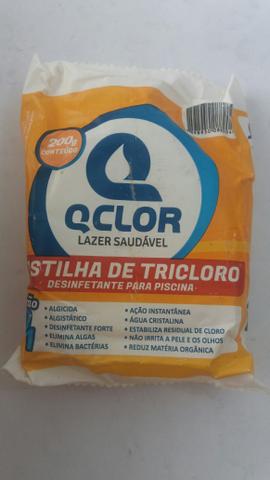 200g
CONTEÚDO
QCLOR
LAZER SAUDÁVEL
STILHA DE TRICLORO
DESINFETANTE PARA PISCINA
• ALGICIDA
• ALGISTÁTICO
• DESINFETANTE FORTE
• ELIMINA ALGAS
• ELIMINA BACTÉRIAS
• AÇÃO INSTANTÂNEA
• ÁGUA CRISTALINA
• ESTABILIZA RESIDUAL DE CLORO
• NÃO IRRITA A PELE E OS OLHOS
• REDUZ MATÉRIA ORGÂNICA